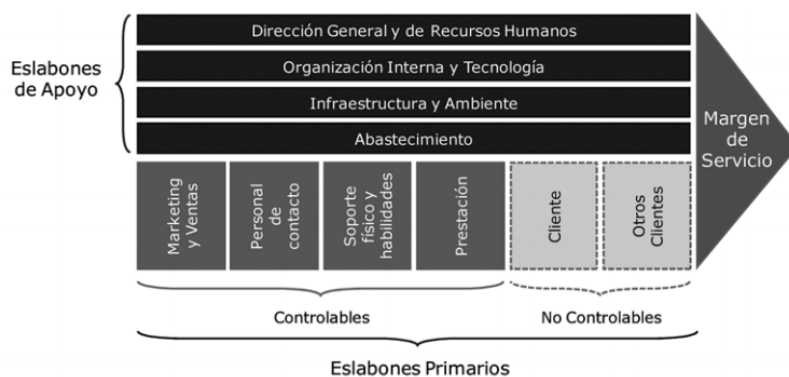 Dirección General y de Recursos Humanos
Eslabones
de Apoyo
Organización Interna y Tecnología
Infraestructura y Ambiente
Abastecimiento
Margen
de
Servicio
Marketing
y Ventas
Personal
de
contacto
Soporte
físico y
habilidades
Prestación
Cliente
Otros
Clientes
Controlables
No Controlables
Eslabones Primarios